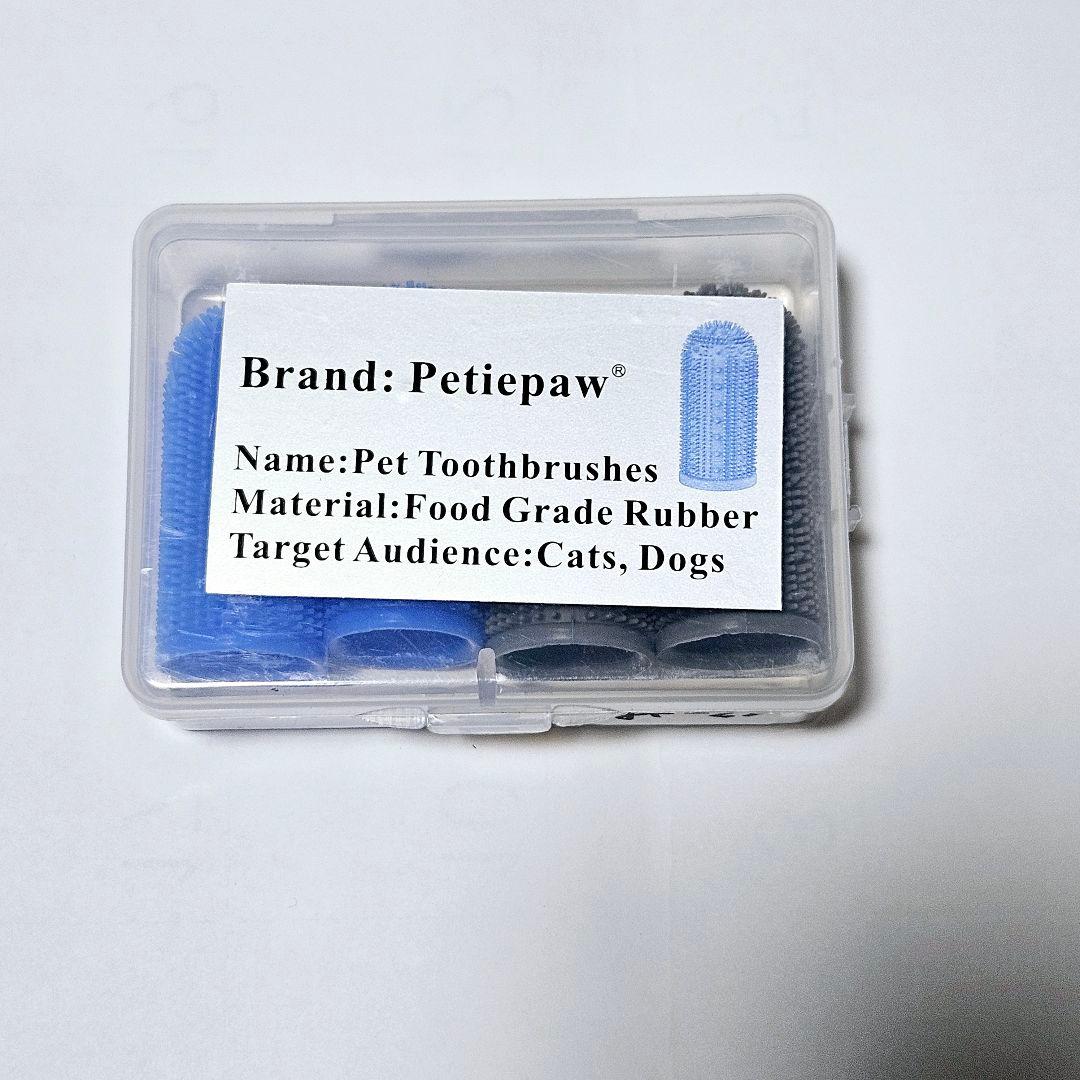 Brand: Petiepaw®
Name:Pet Toothbrushes
Material:Food Grade Rubber
Target Audience:Cats, Dogs